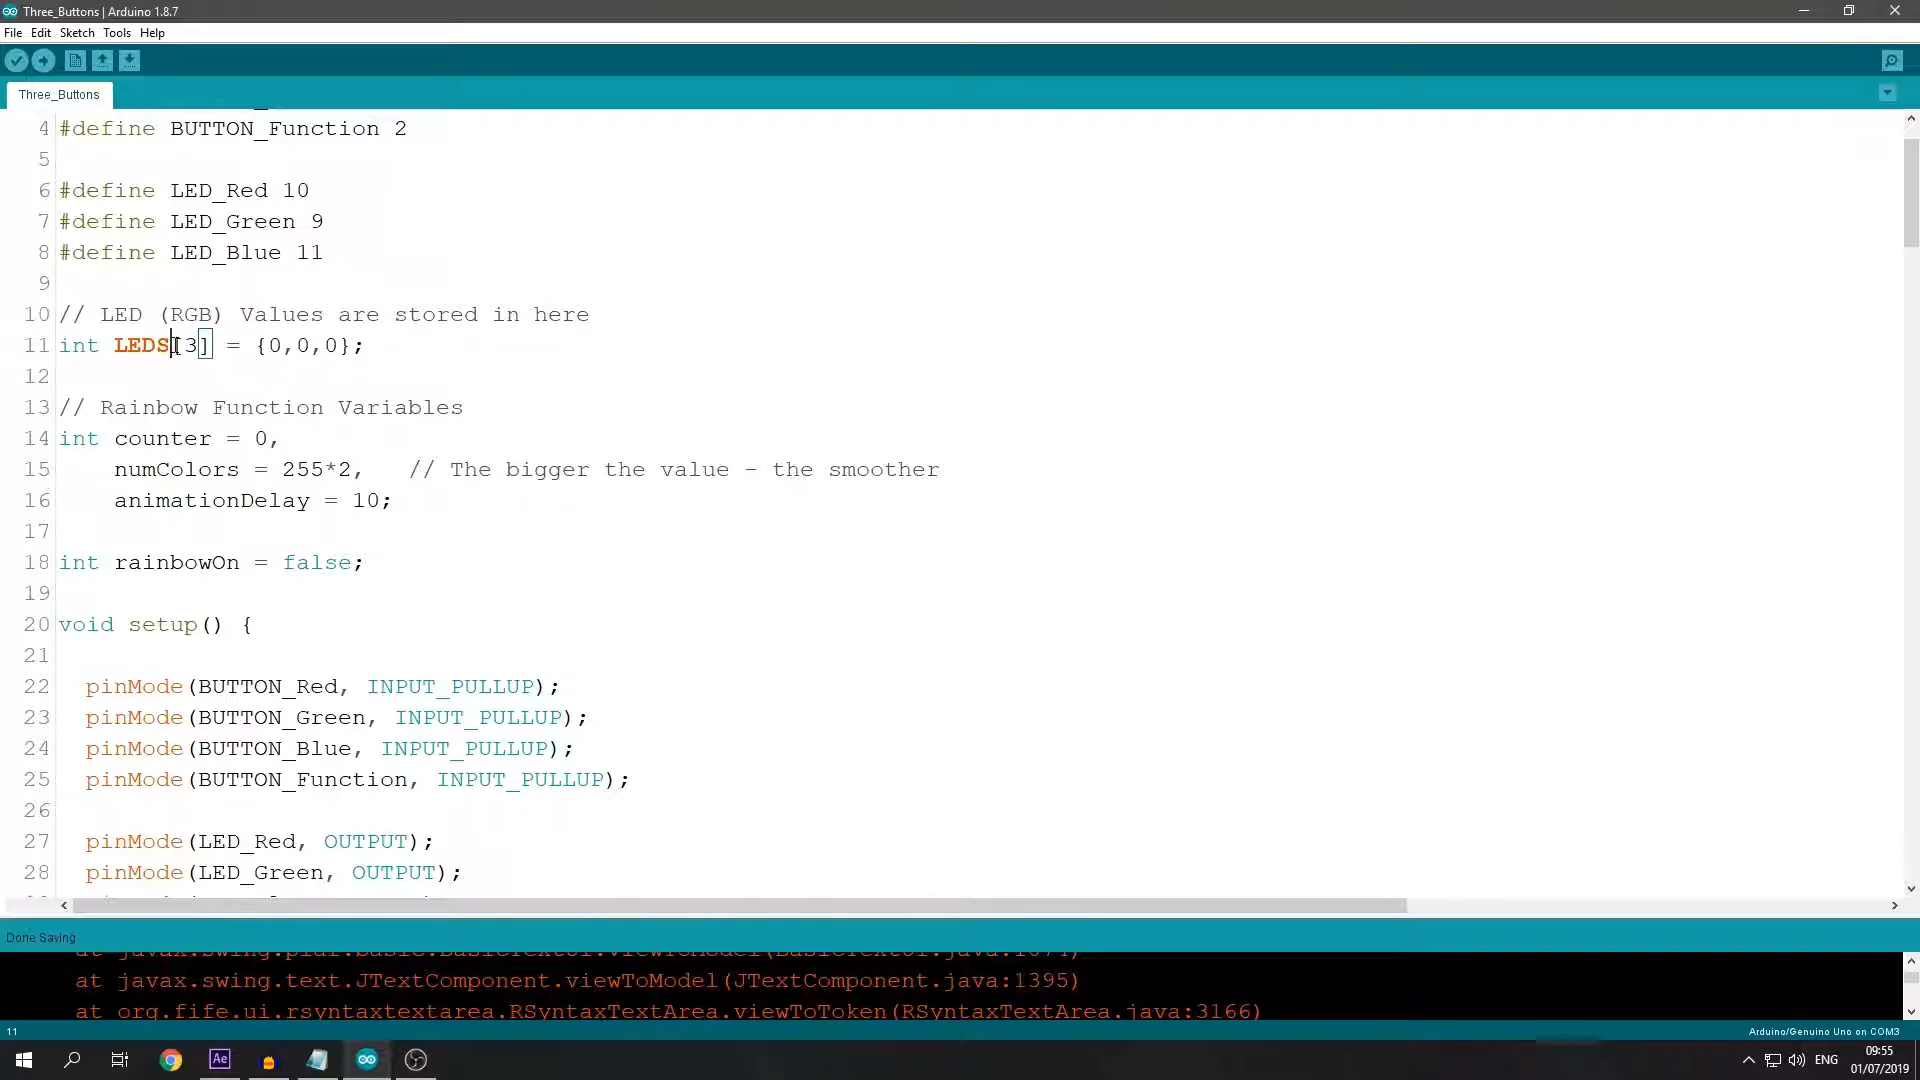 Three_Buttons | Arduino 1.8.7
File Edit Sketch Tools Help
Three_Buttons
4 #define BUTTON_Function 2
5
6 #define LED_Red 10
7 #define LED_Green 9
8 #define LED_Blue 11
9
10 // LED (RGB) Values are stored in here
11 int LEDS[3] = {0,0,0};
12
13 // Rainbow Function Variables
14 int counter = 0,
15 numColors = 255*2, // The bigger the value - the smoother
16 animationDelay = 10;
17
18 int rainbowOn = false;
19
20 void setup() {
21
22 pinMode(BUTTON_Red, INPUT_PULLUP);
23 pinMode(BUTTON_Green, INPUT_PULLUP);
24 pinMode(BUTTON_Blue, INPUT_PULLUP);
25 pinMode(BUTTON_Function, INPUT_PULLUP);
26
27 pinMode(LED_Red, OUTPUT);
28 pinMode(LED_Green, OUTPUT);
Done Saving
at javax.swing.text.JTextComponent.viewToModel(JTextComponent.java:1395)
at org.fife.ui.rsyntaxtextarea.RSyntaxTextArea.viewToToken(RSyntaxTextArea.java:3166)
11 Arduino/Genuino Uno on COM3
Ae
ENG
09:55
01/07/2019